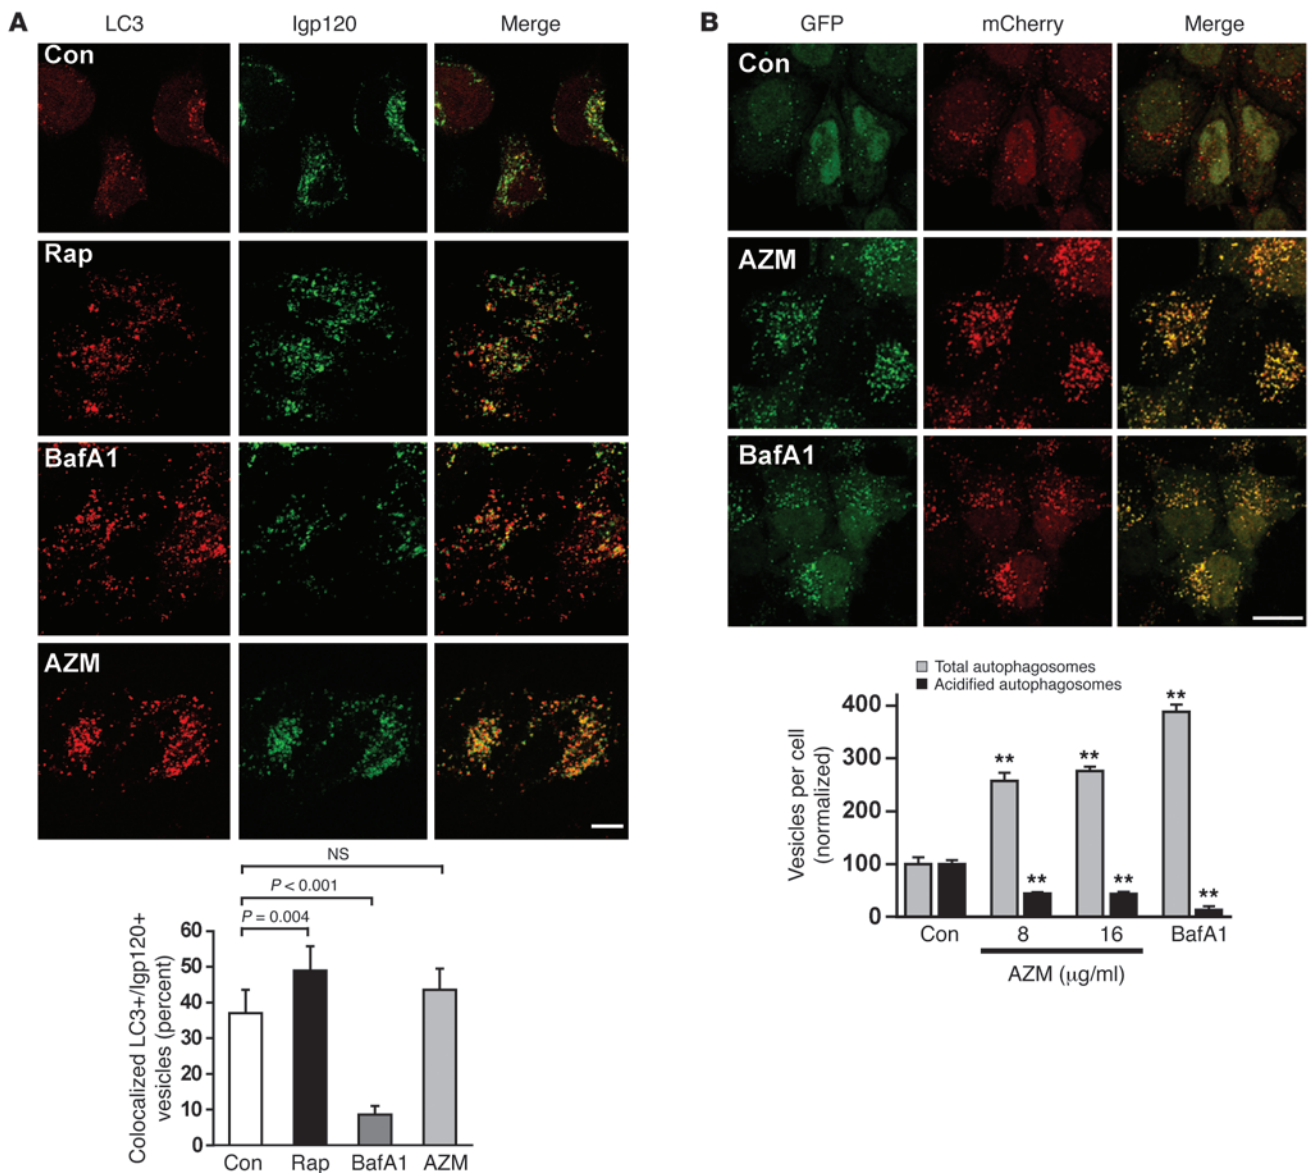 A
LC3
lgp120
Merge
Con
Rap
BafA1
AZM
NS
P < 0.001
P = 0.004
Colocalized LC3+/lgp120+
vesicles (percent)
60
50
40
30
20
10
0
Con Rap BafA1 AZM
B
GFP
mCherry
Merge
Con
AZM
BafA1
Total autophagosomes
Acidified autophagosomes
Vesicles per cell
(normalized)
400
300
200
100
0
**
**
**
**
**
**
Con 8 16 BafA1
AZM (µg/ml)